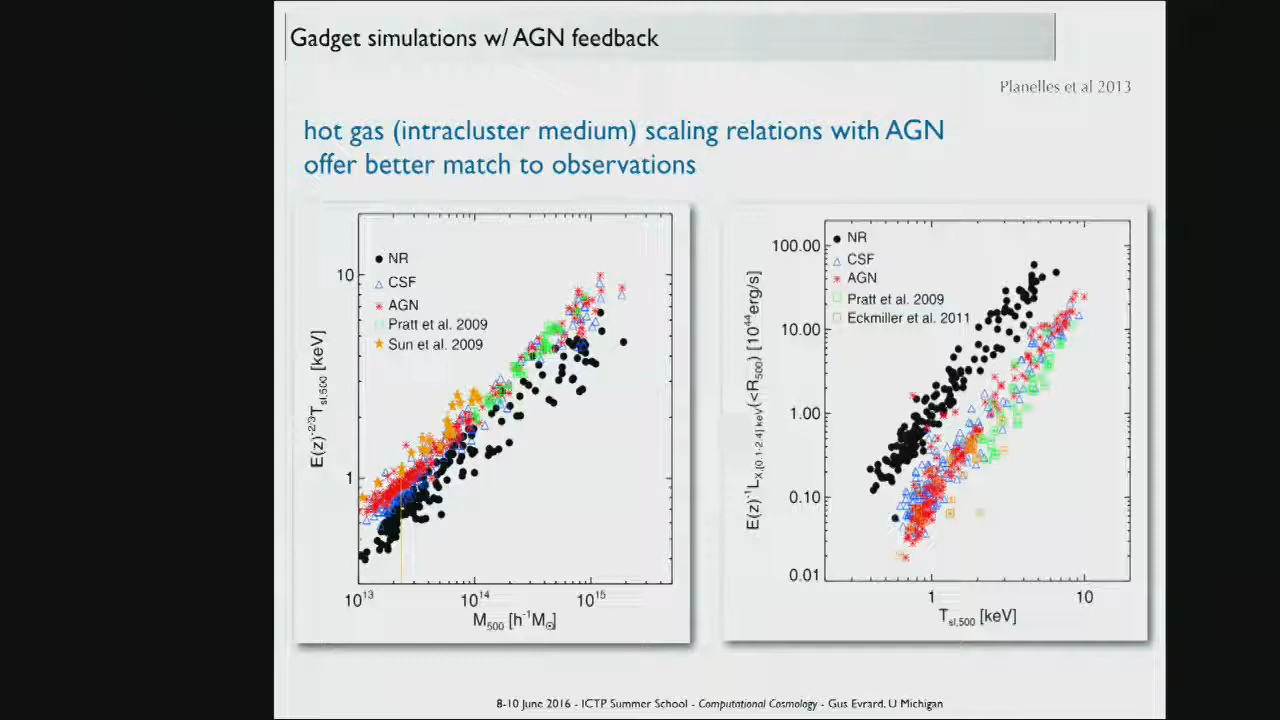 Gadget simulations w/ AGN feedback
Planelles et al 2013
hot gas (intracluster medium) scaling relations with AGN
offer better match to observations
NR
CSF
AGN
Pratt et al. 2009
Sun et al. 2009
10
1
E(z)^-2/3 T_sl,500 [keV]
10^13
10^14
10^15
M_500 [h^-1 M_⊙]
NR
CSF
AGN
Pratt et al. 2009
Eckmiller et al. 2011
100.00
10.00
1.00
0.10
0.01
E(z)^-1 L_X,[0.1-2.4] keV (<R_500) [10^44 erg/s]
1
10
T_sl,500 [keV]
8-10 June 2016 - ICTP Summer School - Computational Cosmology - Gus Evrard, U Michigan